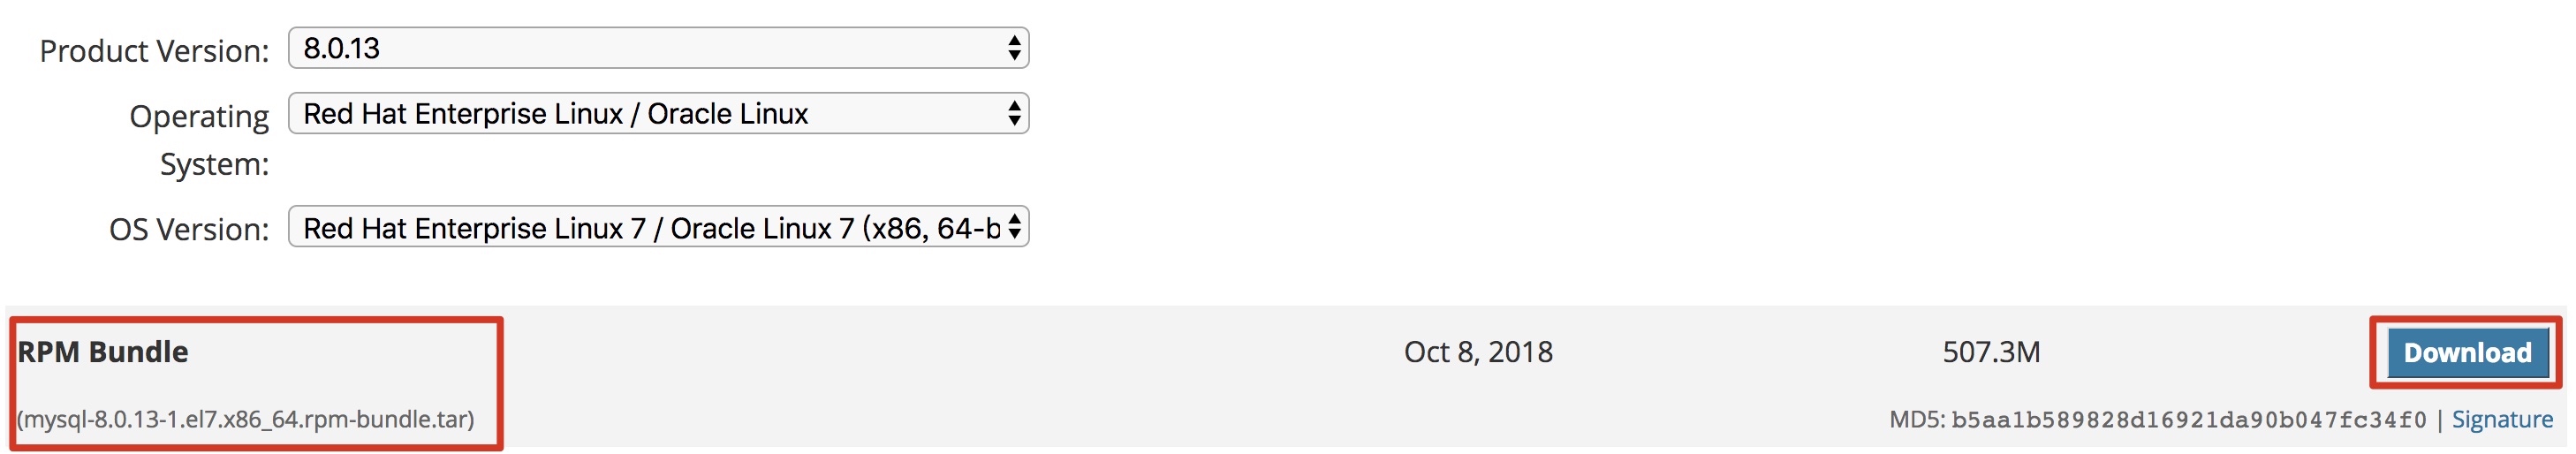 Product Version: 8.0.13
Operating System: Red Hat Enterprise Linux / Oracle Linux
OS Version: Red Hat Enterprise Linux 7 / Oracle Linux 7 (x86, 64-b
RPM Bundle Oct 8, 2018 507.3M Download
(mysql-8.0.13-1.el7.x86_64.rpm-bundle.tar) MD5: b5aa1b589828d16921da90b047fc34f0 | Signature